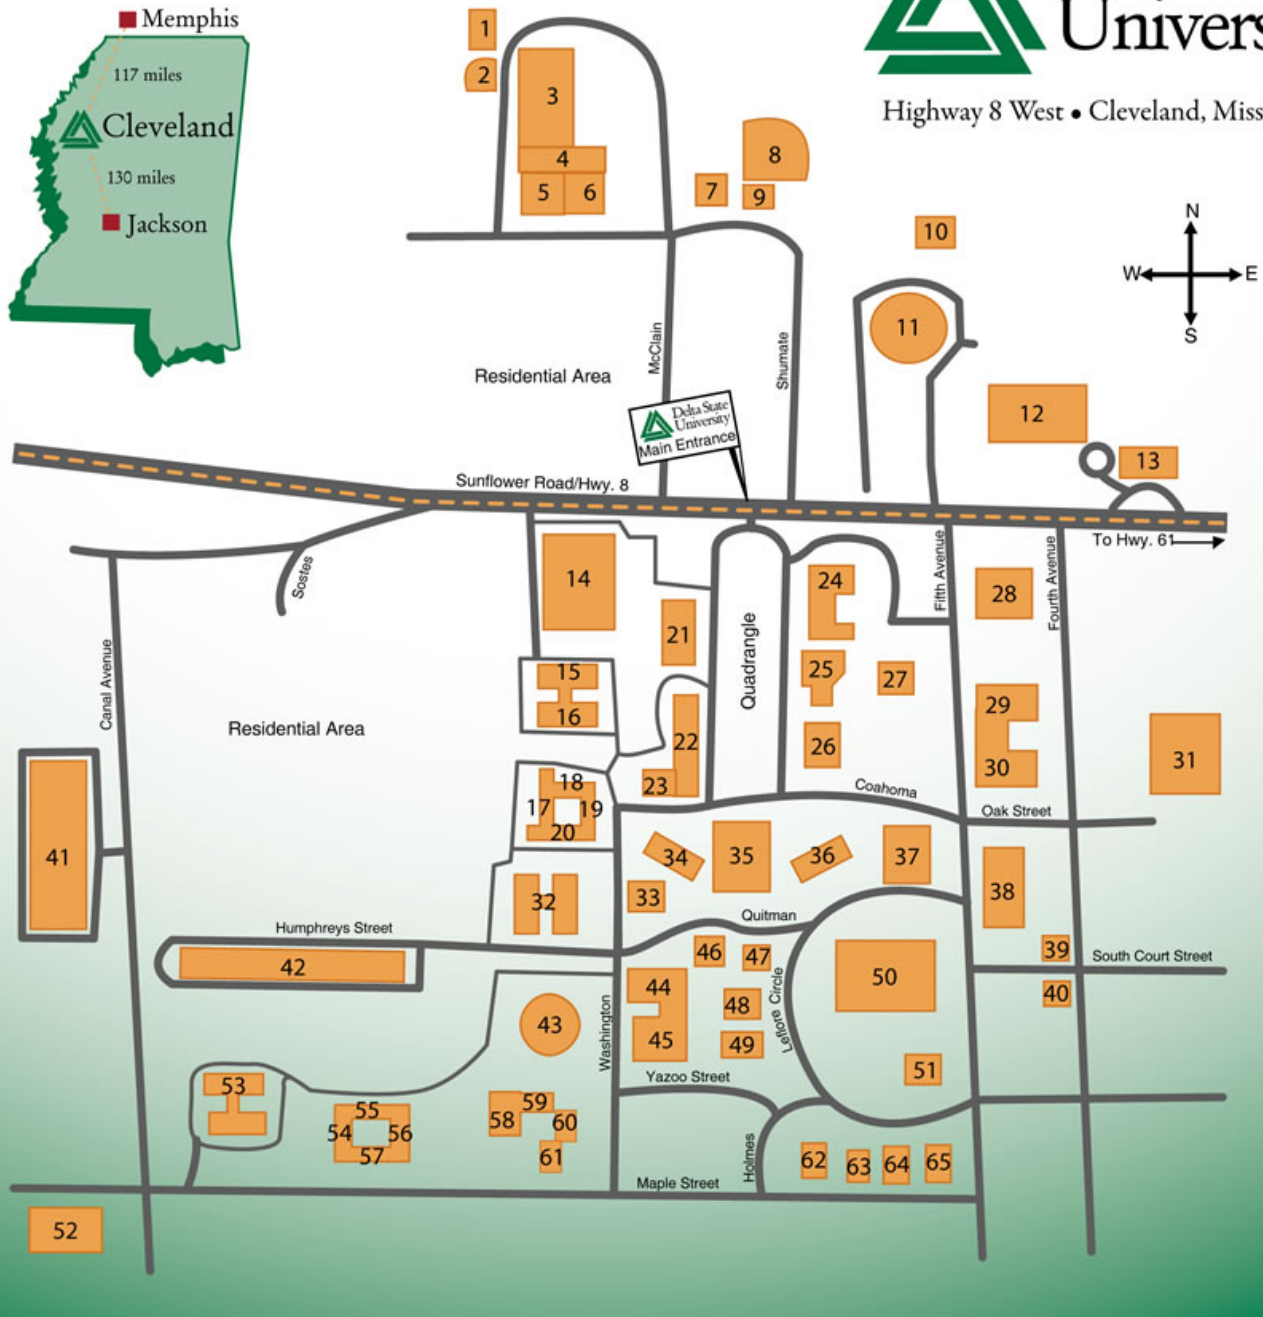 Memphis
117 miles
Cleveland
130 miles
Jackson
Univers
Highway 8 West • Cleveland, Miss
N
W E
S
1
2
3
4
5 6
7
8
9
10
11
12
13
McClain
Shumate
Residential Area
Delta State
University
Main Entrance
Sunflower Road/Hwy. 8
To Hwy. 61
Sostes
Canal Avenue
Residential Area
Quadrangle
Fifth Avenue
Fourth Avenue
14
15
16
17
18
19
20
21
22
23
24
25
26
27
28
29
30
31
Coahoma
Oak Street
32
33
34
35
36
37
38
39
40
41
42
Humphreys Street
Quitman
South Court Street
43
44
45
46
47
48
49
50
51
Washington
Leflore Circle
Yazoo Street
52
53
54
55
56
57
58
59
60
61
Holmes
62
63
64
65
Maple Street